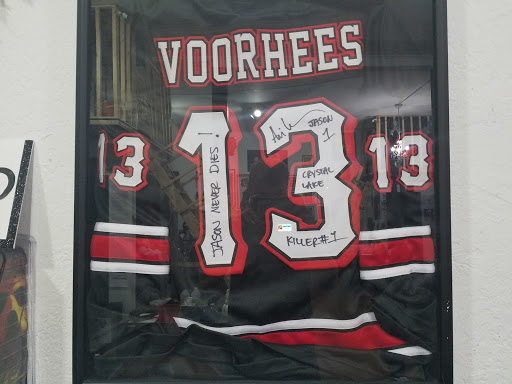 VOORHEES
13
13
13
JASON NEVER DIES!
JASON
1
CRYSTAL
LAKE
KILLER #1